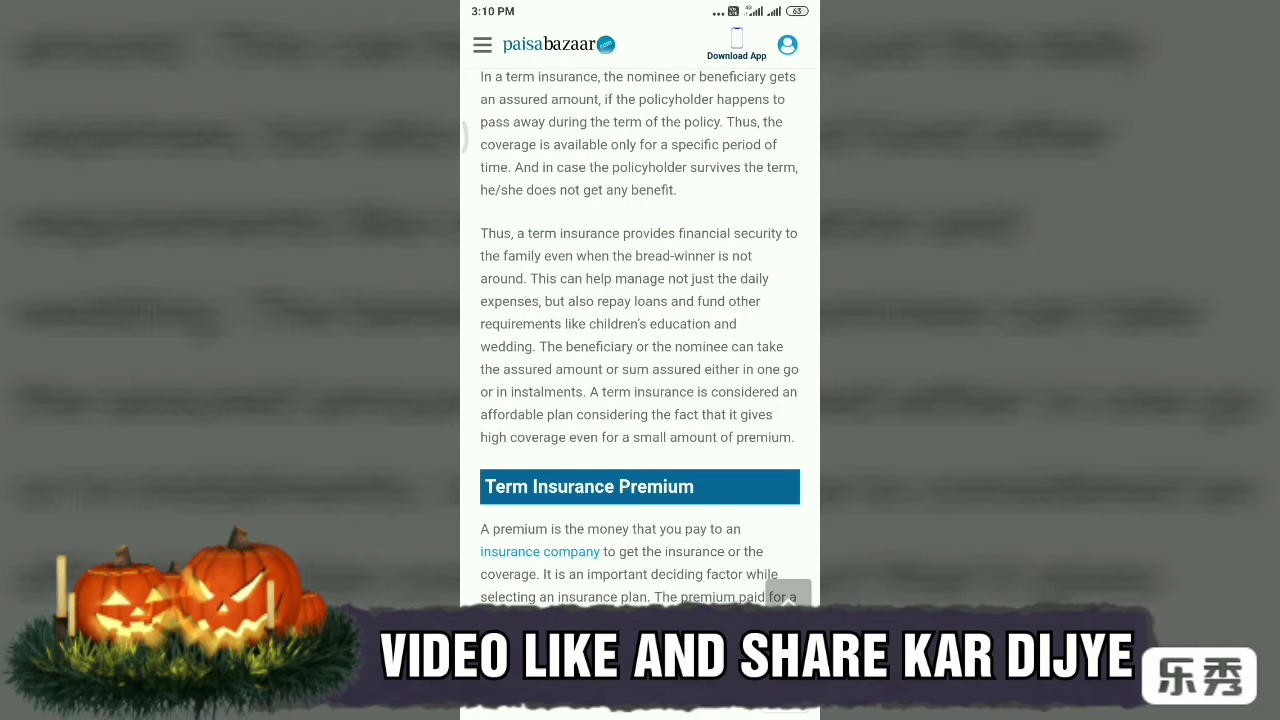 3:10 PM
4G
63
paisabazaar.com
Download App
In a term insurance, the nominee or beneficiary gets
an assured amount, if the policyholder happens to
pass away during the term of the policy. Thus, the
coverage is available only for a specific period of
time. And in case the policyholder survives the term,
he/she does not get any benefit.
Thus, a term insurance provides financial security to
the family even when the bread-winner is not
around. This can help manage not just the daily
expenses, but also repay loans and fund other
requirements like children's education and
wedding. The beneficiary or the nominee can take
the assured amount or sum assured either in one go
or in instalments. A term insurance is considered an
affordable plan considering the fact that it gives
high coverage even for a small amount of premium.
Term Insurance Premium
A premium is the money that you pay to an
insurance company to get the insurance or the
coverage. It is an important deciding factor while
selecting an insurance plan. The premium paid for a
VIDEO LIKE AND SHARE KAR DIJYE
乐秀